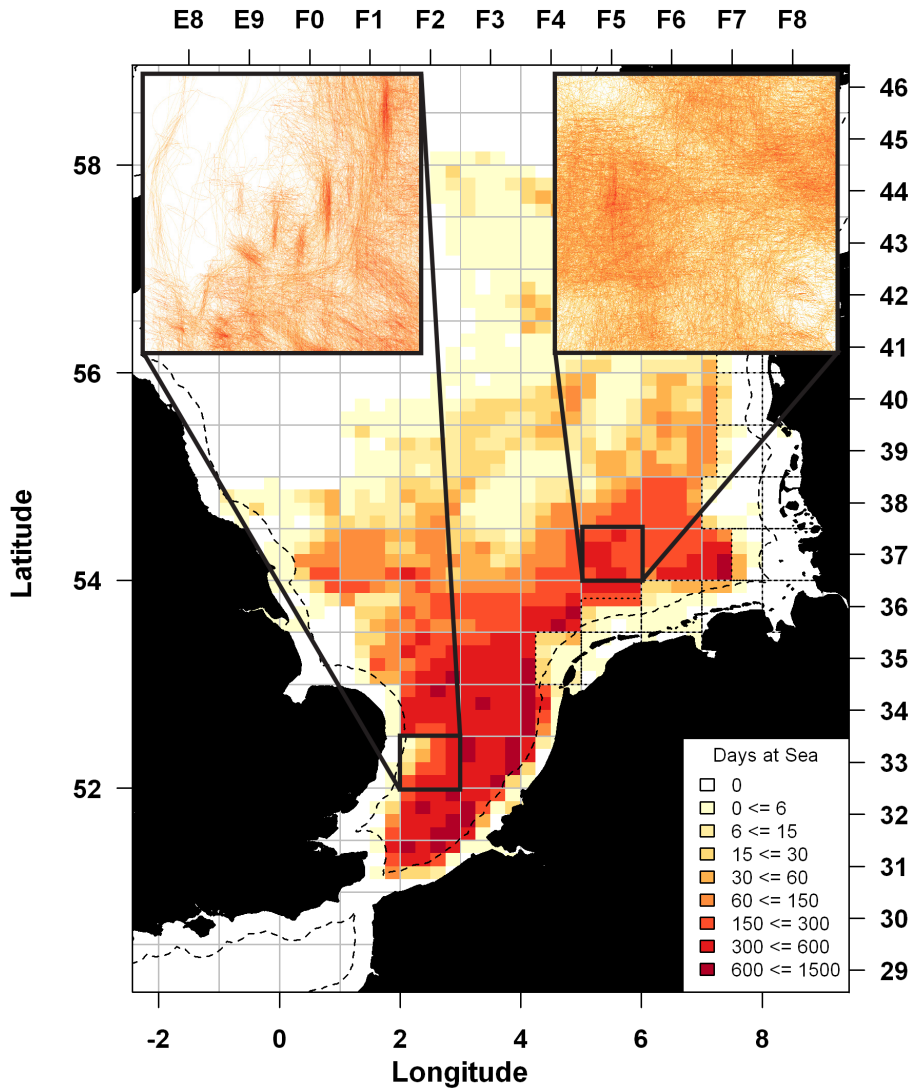 E8 E9 F0 F1 F2 F3 F4 F5 F6 F7 F8
46
45
58
44
43
42
41
56
40
39
38
37
54
36
35
34
33
52
32
31
30
29
Latitude
Days at Sea
0
0 <= 6
6 <= 15
15 <= 30
30 <= 60
60 <= 150
150 <= 300
300 <= 600
600 <= 1500
-2 0 2 4 6 8
Longitude